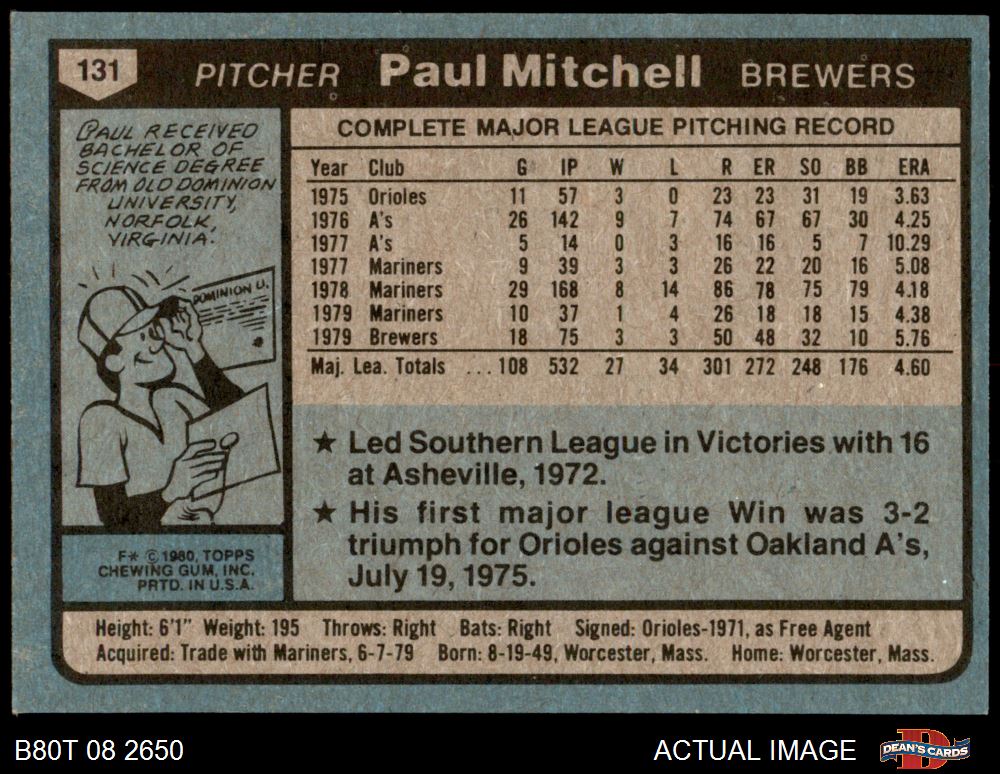 131 PITCHER Paul Mitchell BREWERS
PAUL RECEIVED
BACHELOR OF
SCIENCE DEGREE
FROM OLD DOMINION
UNIVERSITY,
NORFOLK,
VIRGINIA.
DOMINION U.
F* © 1980, TOPPS
CHEWING GUM, INC.
PRTD. IN U.S.A.
COMPLETE MAJOR LEAGUE PITCHING RECORD
Year Club G IP W L R ER SO BB ERA
1975 Orioles 11 57 3 0 23 23 31 19 3.63
1976 A's 26 142 9 7 74 67 67 30 4.25
1977 A's 5 14 0 3 16 16 5 7 10.29
1977 Mariners 9 39 3 3 26 22 20 16 5.08
1978 Mariners 29 168 8 14 86 78 75 79 4.18
1979 Mariners 10 37 1 4 26 18 18 15 4.38
1979 Brewers 18 75 3 3 50 48 32 10 5.76
Maj. Lea. Totals ... 108 532 27 34 301 272 248 176 4.60
★ Led Southern League in Victories with 16
at Asheville, 1972.
★ His first major league Win was 3-2
triumph for Orioles against Oakland A's,
July 19, 1975.
Height: 6'1" Weight: 195 Throws: Right Bats: Right Signed: Orioles-1971, as Free Agent
Acquired: Trade with Mariners, 6-7-79 Born: 8-19-49, Worcester, Mass. Home: Worcester, Mass.
B80T 08 2650 ACTUAL IMAGE DEAN'S CARDS